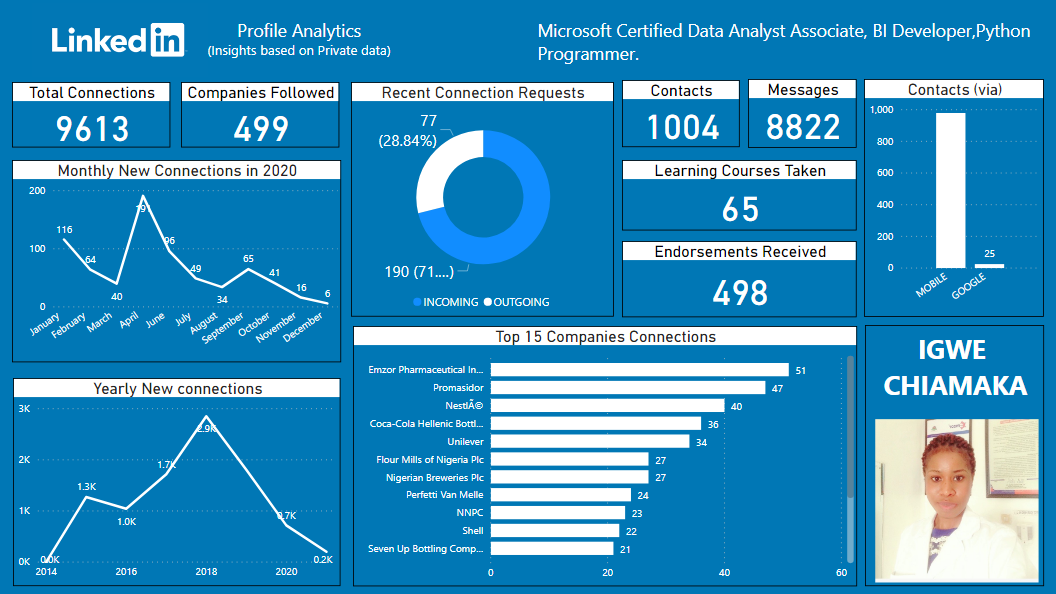 Linked in
Profile Analytics
(Insights based on Private data)
Microsoft Certified Data Analyst Associate, BI Developer,Python
Programmer.
Total Connections
9613
Companies Followed
499
Recent Connection Requests
77
(28.84%)
190 (71....)
INCOMING OUTGOING
Contacts
1004
Messages
8822
Contacts (via)
1,000
800
600
400
200
0
25
MOBILE
GOOGLE
Monthly New Connections in 2020
200
100
0
116
64
40
191
96
49
34
65
41
16
6
January
February
March
April
June
July
August
September
October
November
December
Learning Courses Taken
65
Endorsements Received
498
Yearly New connections
3K
2K
1K
0K
0.0K
1.3K
1.0K
1.7K
2.9K
0.7K
0.2K
2014 2016 2018 2020
Top 15 Companies Connections
Emzor Pharmaceutical In... 51
Promasidor 47
NestlÃ© 40
Coca-Cola Hellenic Bottl... 36
Unilever 34
Flour Mills of Nigeria Plc 27
Nigerian Breweries Plc 27
Perfetti Van Melle 24
NNPC 23
Shell 22
Seven Up Bottling Comp... 21
0 20 40 60
IGWE
CHIAMAKA